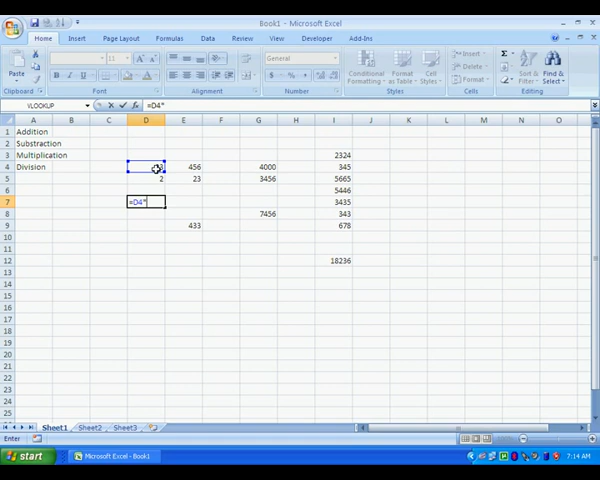 Book1 - Microsoft Excel
Home Insert Page Layout Formulas Data Review View Developer Add-Ins
Paste
General
Conditional Formatting
Format as Table
Cell Styles
Insert
Delete
Format
Sort & Filter
Find & Select
Clipboard Font Alignment Number Styles Cells Editing
VLOOKUP =D4*
A B C D E F G H I J K L M N O
1 Addition
2 Substraction
3 Multiplication 2324
4 Division 456 4000 345
5 2 23 3456 5665
6 5446
7 =D4* 3435
8 7456 343
9 433 678
10
11
12 18236
13
14
15
16
17
18
19
20
21
22
23
24
25
Sheet1 Sheet2 Sheet3
Enter
start Microsoft Excel - Book1 7:14 AM